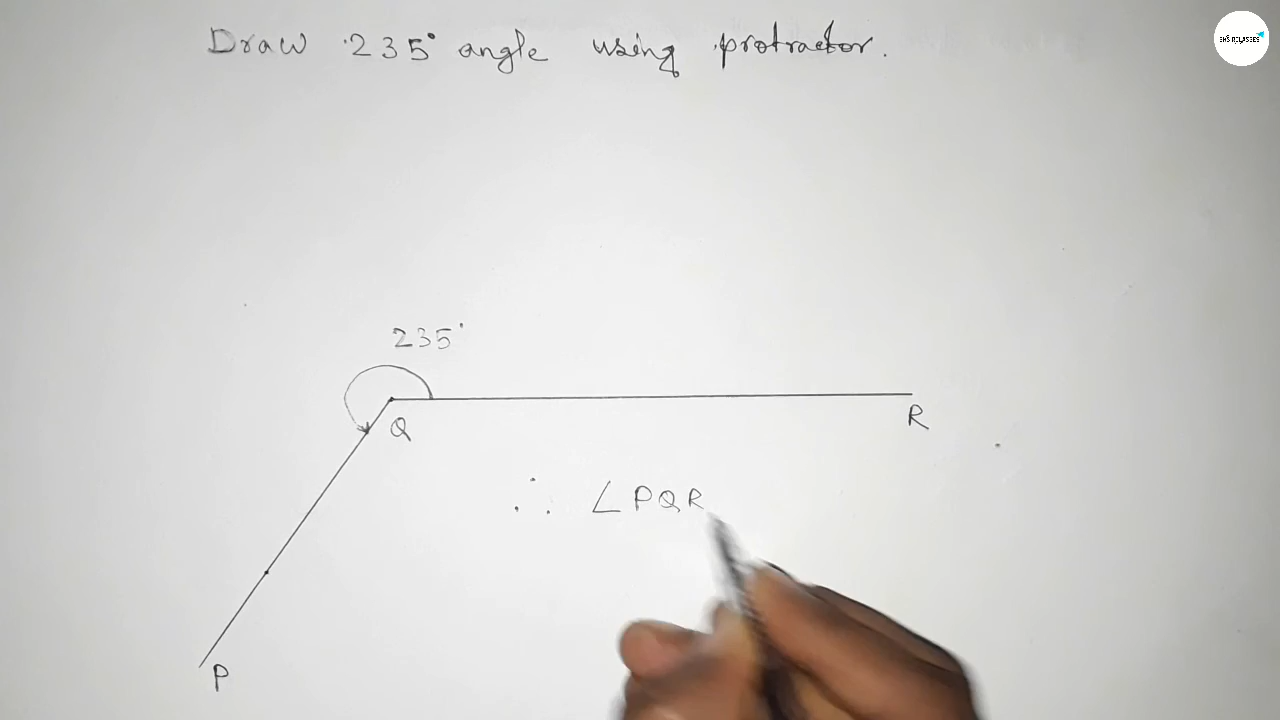 Draw 235° angle using protractor.
235°
Q
R
∴ ∠PQR
P